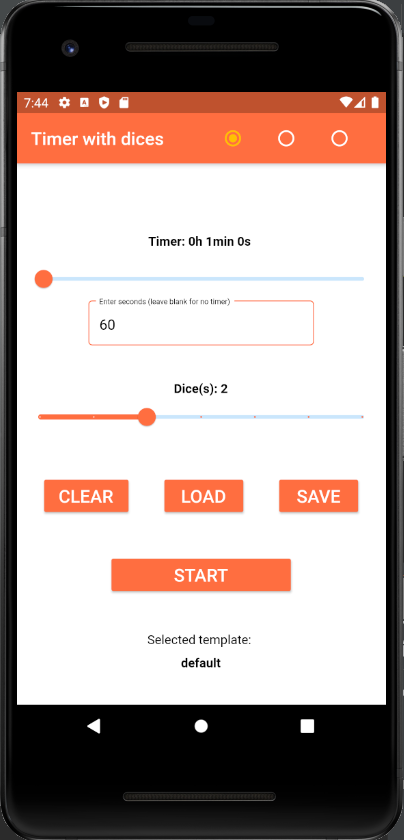 7:44
Timer with dices
Timer: 0h 1min 0s
Enter seconds (leave blank for no timer)
60
Dice(s): 2
CLEAR LOAD SAVE
START
Selected template:
default